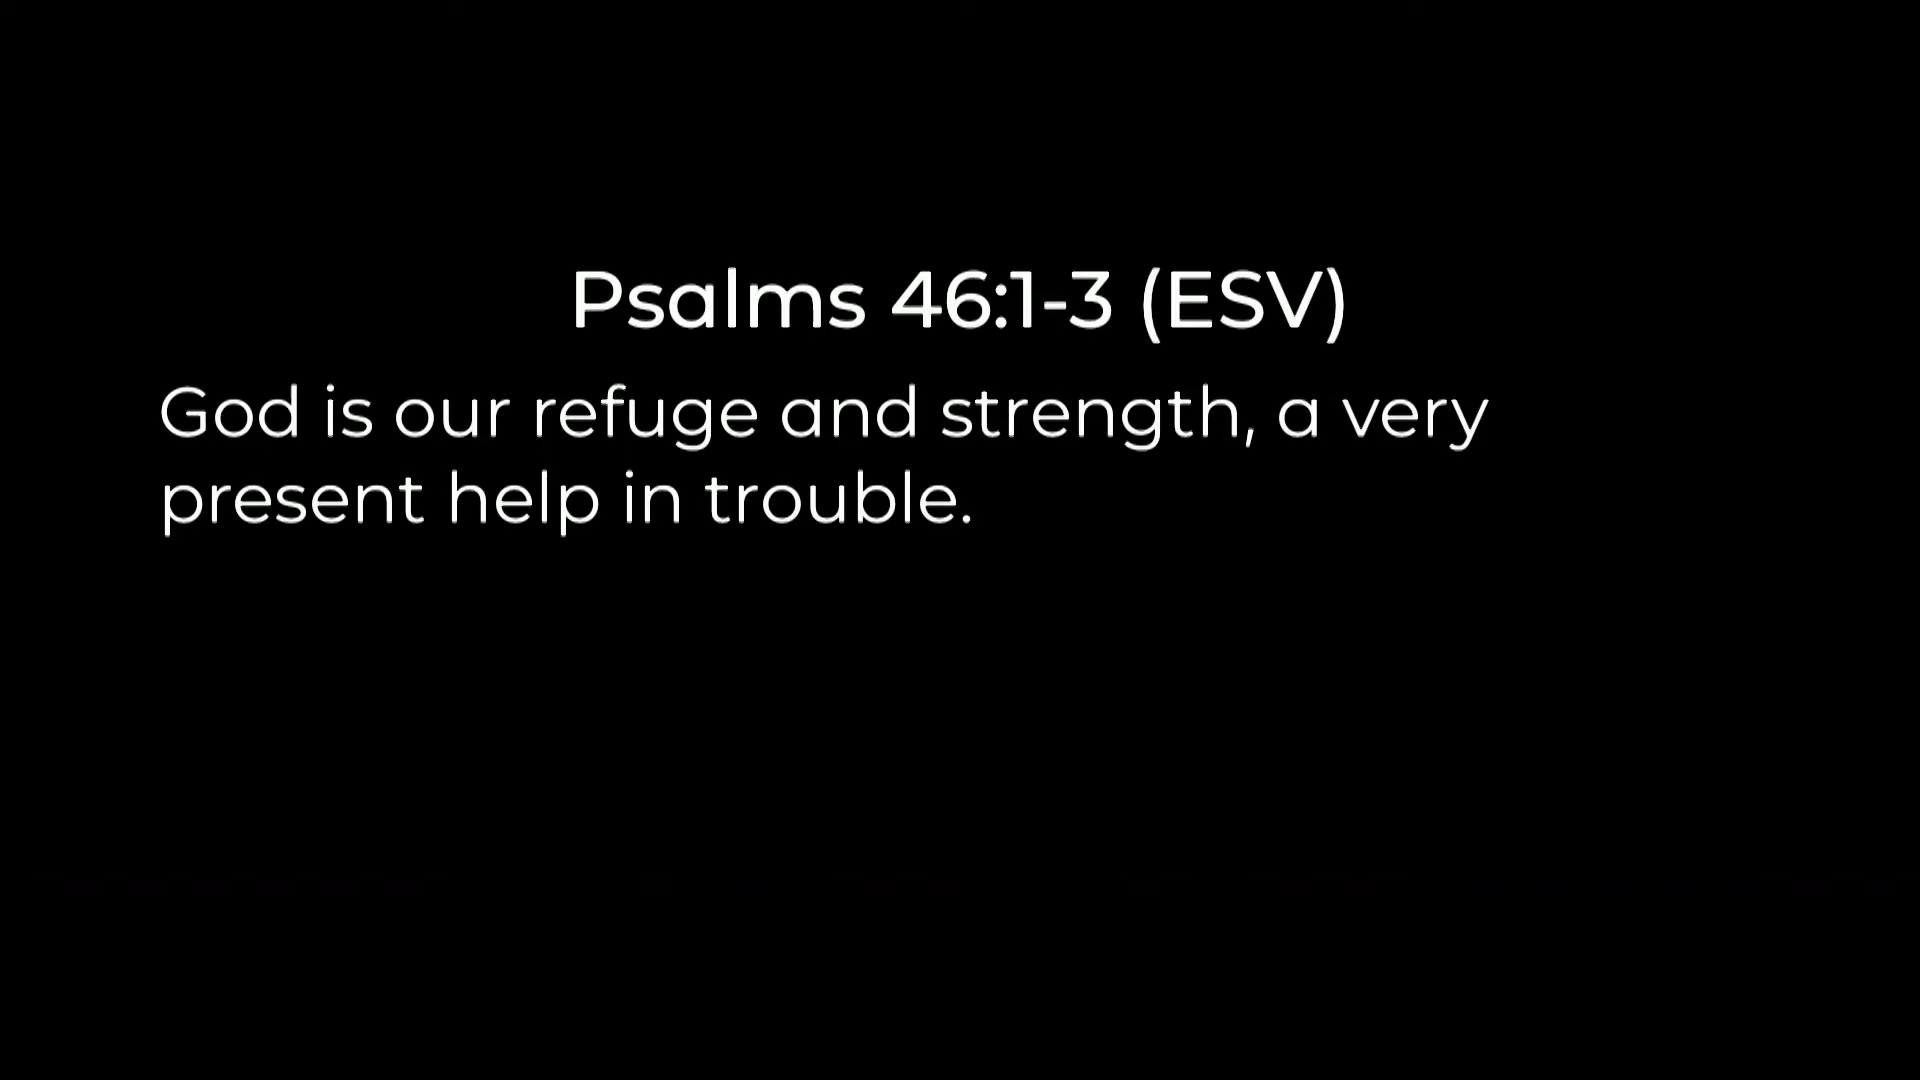 Psalms 46:1-3 (ESV)
God is our refuge and strength, a very
present help in trouble.